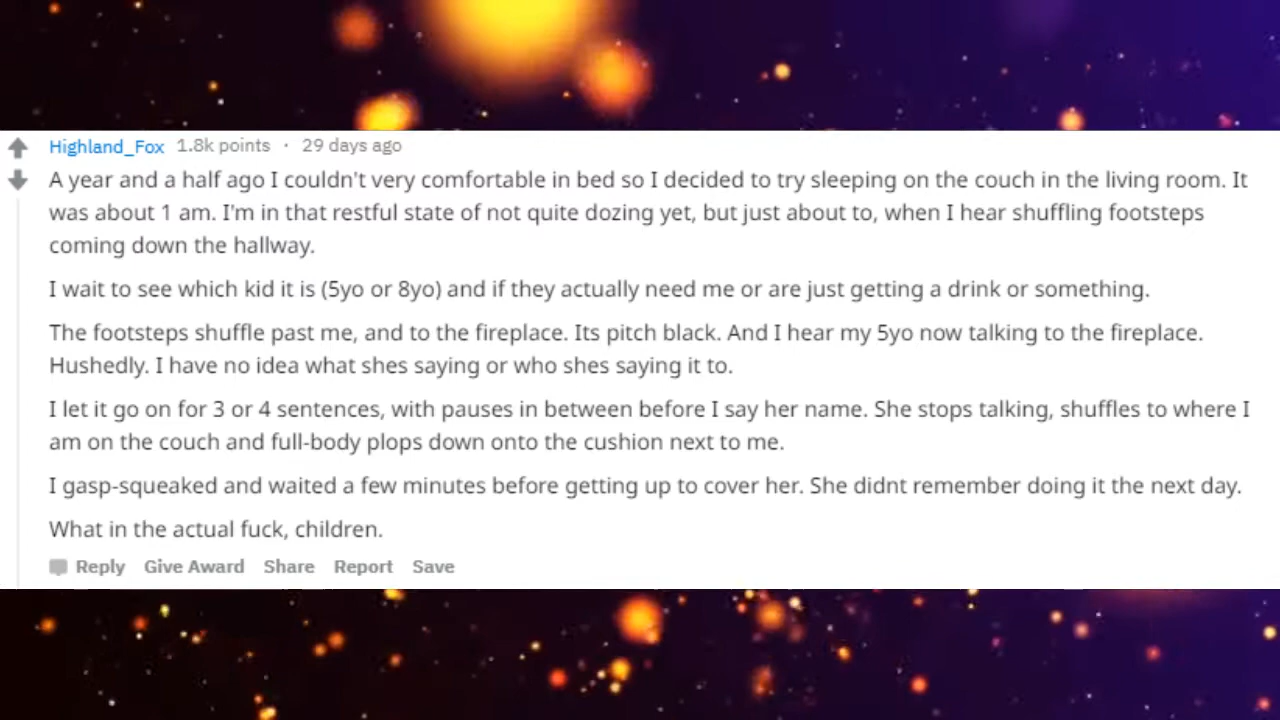 Highland_Fox 1.8k points · 29 days ago
A year and a half ago I couldn't very comfortable in bed so I decided to try sleeping on the couch in the living room. It
was about 1 am. I'm in that restful state of not quite dozing yet, but just about to, when I hear shuffling footsteps
coming down the hallway.
I wait to see which kid it is (5yo or 8yo) and if they actually need me or are just getting a drink or something.
The footsteps shuffle past me, and to the fireplace. Its pitch black. And I hear my 5yo now talking to the fireplace.
Hushedly. I have no idea what shes saying or who shes saying it to.
I let it go on for 3 or 4 sentences, with pauses in between before I say her name. She stops talking, shuffles to where I
am on the couch and full-body plops down onto the cushion next to me.
I gasp-squeaked and waited a few minutes before getting up to cover her. She didnt remember doing it the next day.
What in the actual fuck, children.
Reply Give Award Share Report Save